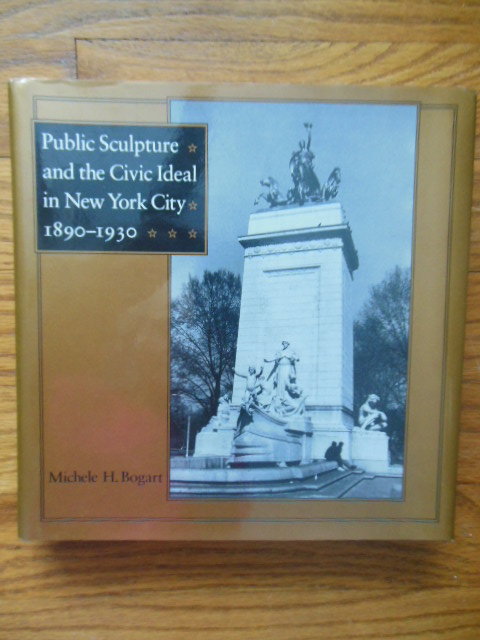 Public Sculpture
and the Civic Ideal
in New York City
1890–1930
Michele H. Bogart